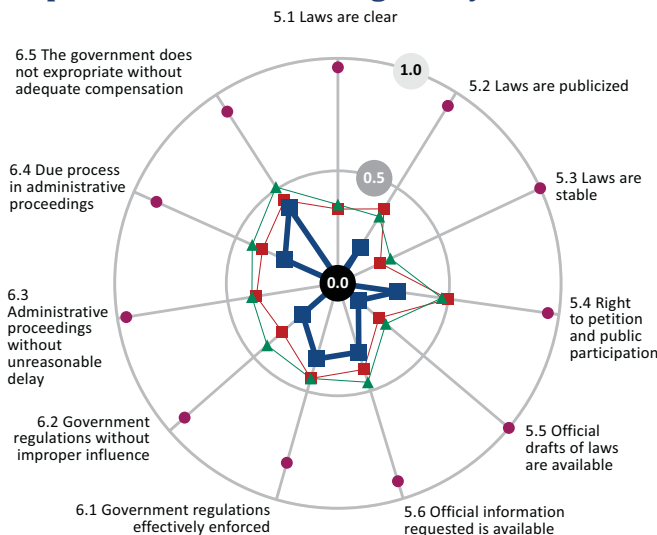 5.1 Laws are clear
6.5 The government does
not expropriate without
adequate compensation
1.0
5.2 Laws are publicized
0.5
6.4 Due process
in administrative
proceedings
5.3 Laws are
stable
0.0
6.3
Administrative
proceedings
without
unreasonable
delay
5.4 Right
to petition
and public
participation
6.2 Government
regulations without
improper influence
5.5 Official
drafts of laws
are available
6.1 Government regulations
effectively enforced
5.6 Official information
requested is available